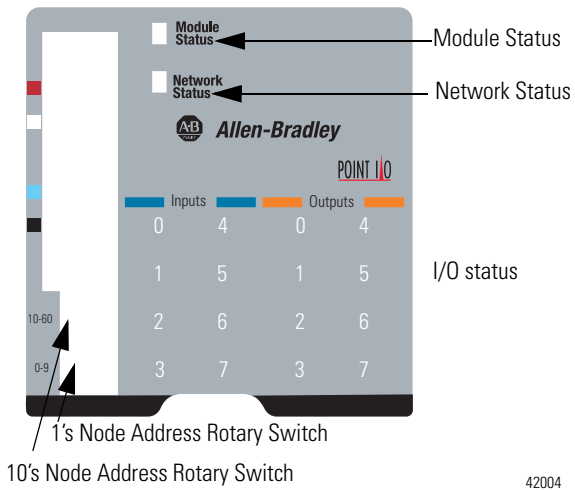 Module
Status
Module Status
Network
Status
Network Status
A-B
Allen-Bradley
POINT I/O
Inputs Outputs
0 4 0 4
1 5 1 5
I/O status
10-60
2 6 2 6
0-9
3 7 3 7
1's Node Address Rotary Switch
10's Node Address Rotary Switch
42004